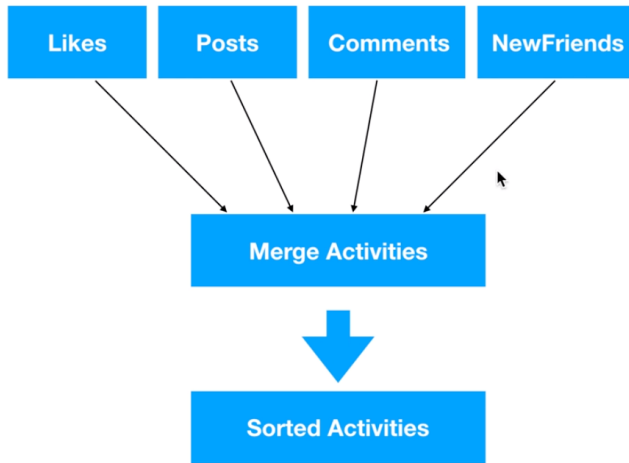 Likes
Posts
Comments
NewFriends
Merge Activities
Sorted Activities